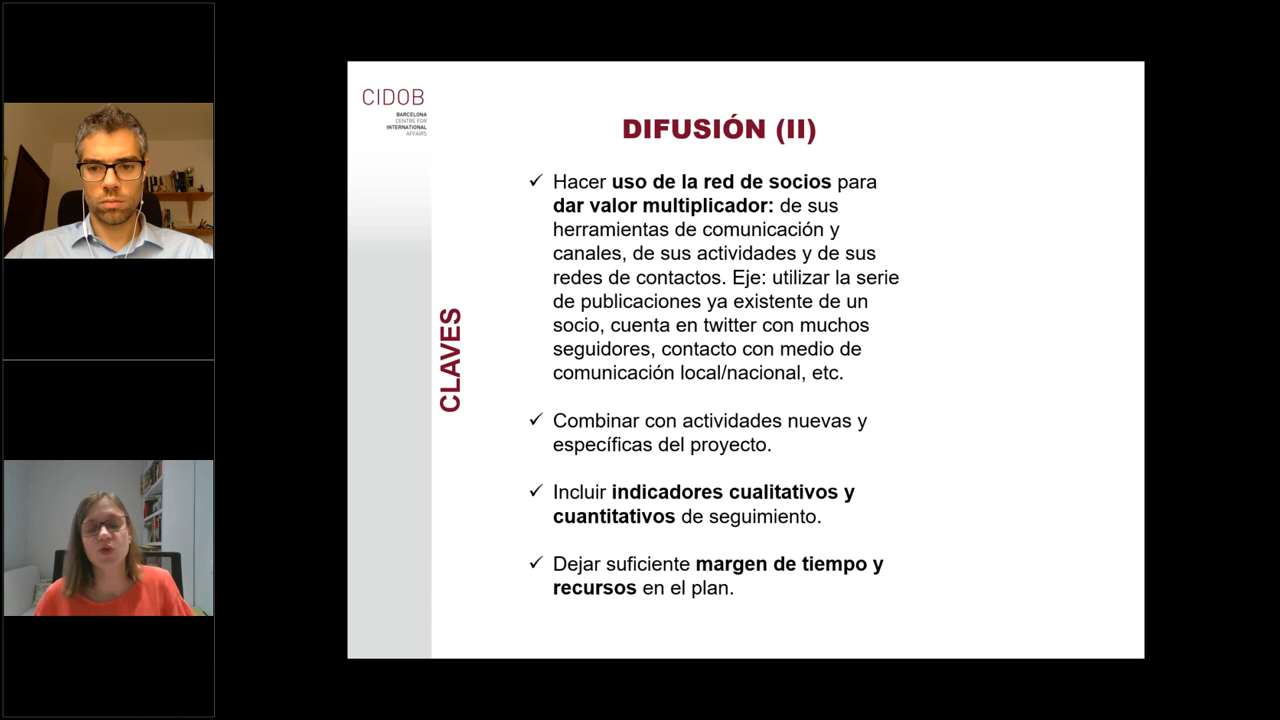 CIDOB
BARCELONA
CENTRE FOR
INTERNATIONAL
AFFAIRS
DIFUSIÓN (II)
CLAVES
✓ Hacer uso de la red de socios para
dar valor multiplicador: de sus
herramientas de comunicación y
canales, de sus actividades y de sus
redes de contactos. Eje: utilizar la serie
de publicaciones ya existente de un
socio, cuenta en twitter con muchos
seguidores, contacto con medio de
comunicación local/nacional, etc.
✓ Combinar con actividades nuevas y
específicas del proyecto.
✓ Incluir indicadores cualitativos y
cuantitativos de seguimiento.
✓ Dejar suficiente margen de tiempo y
recursos en el plan.